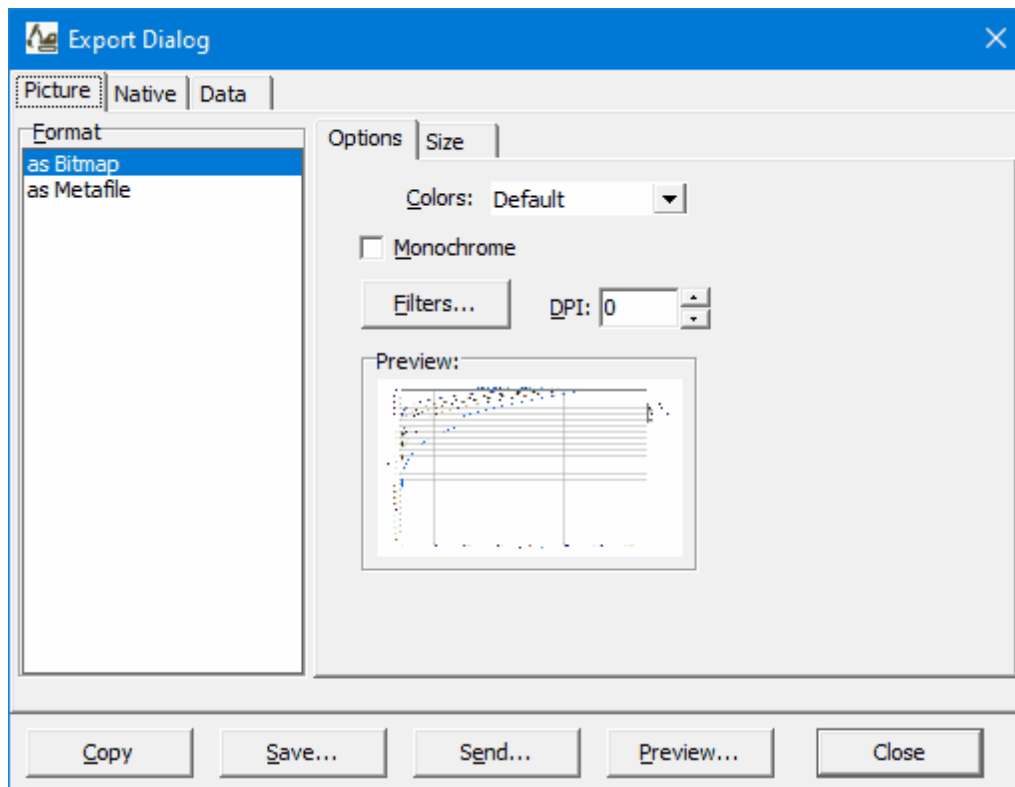 Export Dialog
Picture Native Data
Format
as Bitmap
as Metafile
Options Size
Colors: Default
Monochrome
Filters... DPI: 0
Preview:
Copy Save... Send... Preview... Close